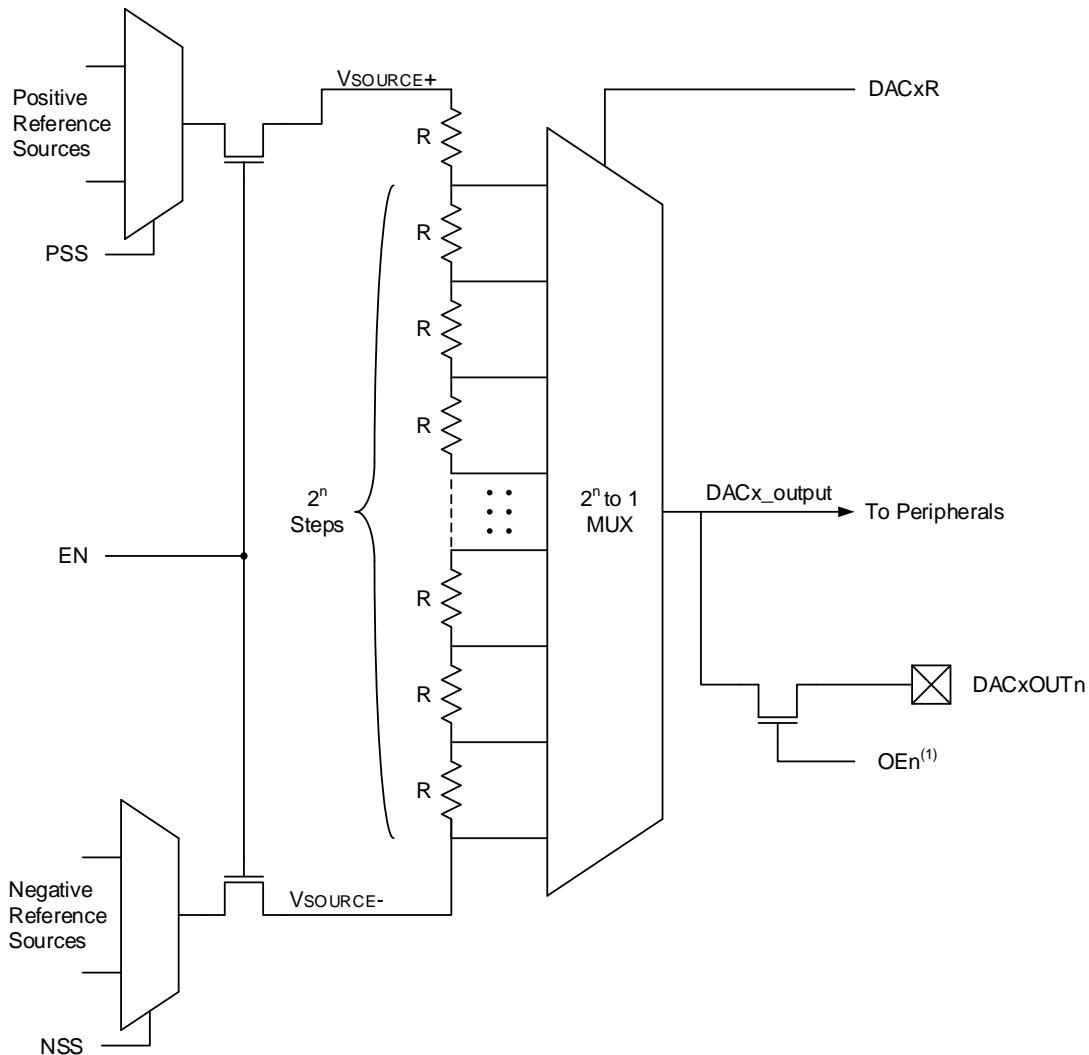 Positive
Reference
Sources
PSS
VSOURCE+
DACxR
R
R
R
R
2ⁿ
Steps
2ⁿ to 1
MUX
DACx_output
To Peripherals
EN
R
R
R
DACxOUTn
OEn⁽¹⁾
Negative
Reference
Sources
VSOURCE-
NSS